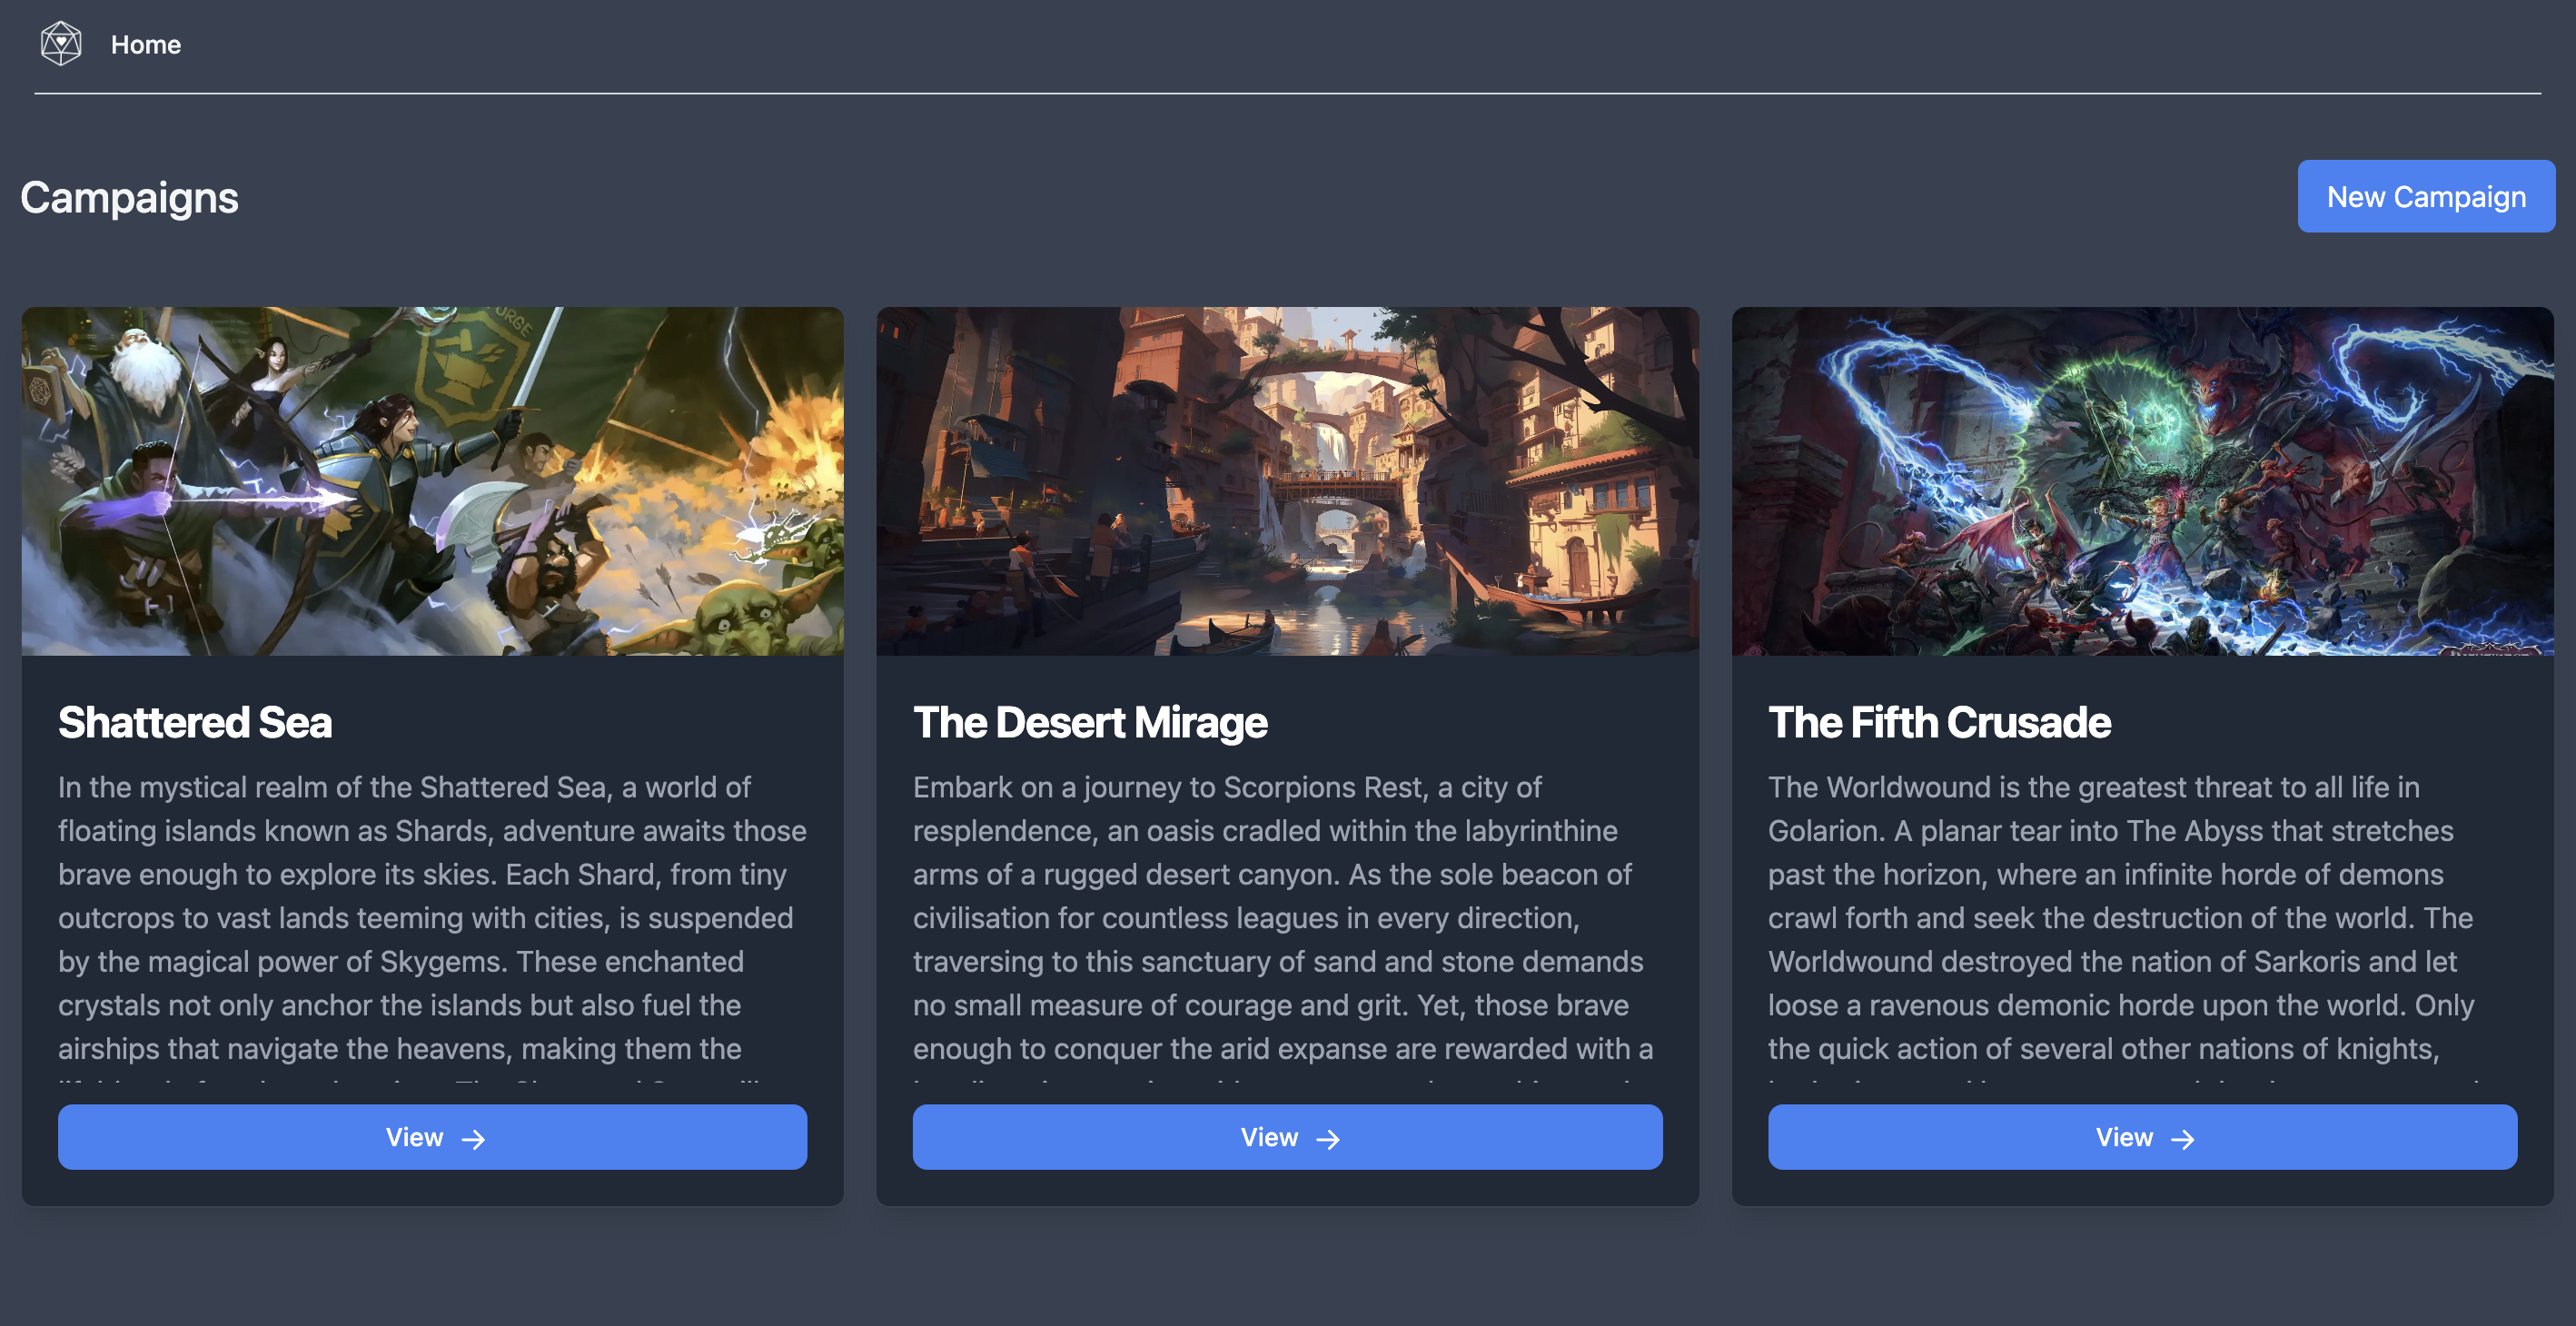 Home
Campaigns
New Campaign
Shattered Sea
In the mystical realm of the Shattered Sea, a world of
floating islands known as Shards, adventure awaits those
brave enough to explore its skies. Each Shard, from tiny
outcrops to vast lands teeming with cities, is suspended
by the magical power of Skygems. These enchanted
crystals not only anchor the islands but also fuel the
airships that navigate the heavens, making them the
View →
The Desert Mirage
Embark on a journey to Scorpions Rest, a city of
resplendence, an oasis cradled within the labyrinthine
arms of a rugged desert canyon. As the sole beacon of
civilisation for countless leagues in every direction,
traversing to this sanctuary of sand and stone demands
no small measure of courage and grit. Yet, those brave
enough to conquer the arid expanse are rewarded with a
View →
The Fifth Crusade
The Worldwound is the greatest threat to all life in
Golarion. A planar tear into The Abyss that stretches
past the horizon, where an infinite horde of demons
crawl forth and seek the destruction of the world. The
Worldwound destroyed the nation of Sarkoris and let
loose a ravenous demonic horde upon the world. Only
the quick action of several other nations of knights,
View →